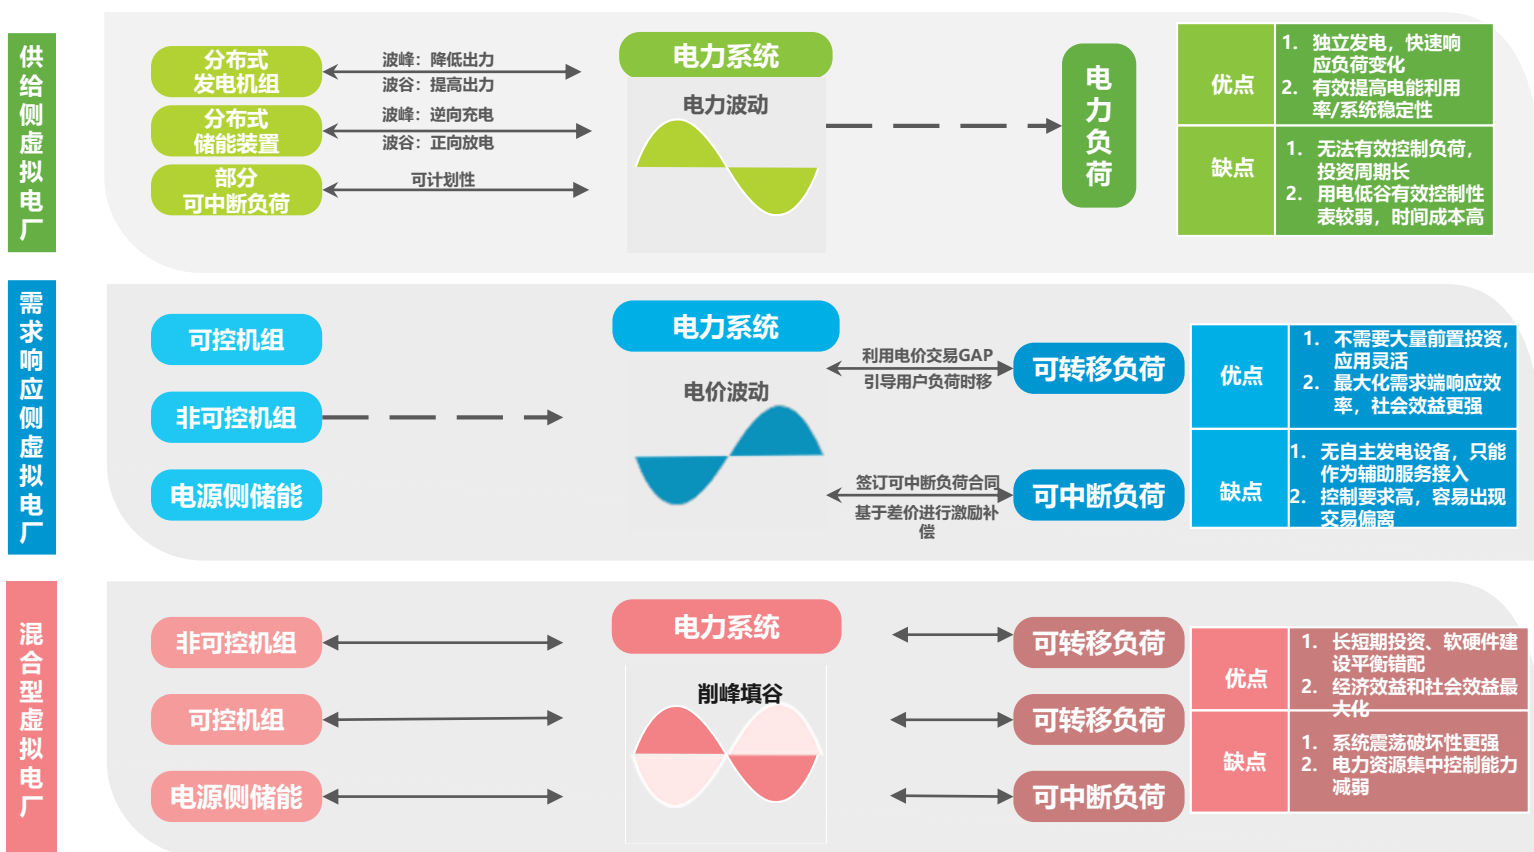 供给侧虚拟电厂
分布式
发电机组
波峰：降低出力
波谷：提高出力
分布式
储能装置
波峰：逆向充电
波谷：正向放电
部分
可中断负荷
可计划性
电力系统
电力波动
电力负荷
优点
1. 独立发电，快速响
应负荷变化
2. 有效提高电能利用
率/系统稳定性
缺点
1. 无法有效控制负荷，
投资周期长
2. 用电低谷有效控制性
表较弱，时间成本高
需求响应侧虚拟电厂
可控机组
非可控机组
电源侧储能
电力系统
电价波动
利用电价交易GAP
引导用户负荷时移
可转移负荷
签订可中断负荷合同
基于差价进行激励补
偿
可中断负荷
优点
1. 不需要大量前置投资，
应用灵活
2. 最大化需求端响应效
率，社会效益更强
缺点
1. 无自主发电设备，只能
作为辅助服务接入
2. 控制要求高，容易出现
交易偏离
混合型虚拟电厂
非可控机组
可控机组
电源侧储能
电力系统
削峰填谷
可转移负荷
可转移负荷
可中断负荷
优点
1. 长短期投资、软硬件建
设平衡错配
2. 经济效益和社会效益最
大化
缺点
1. 系统震荡破坏性更强
2. 电力资源集中控制能力
减弱